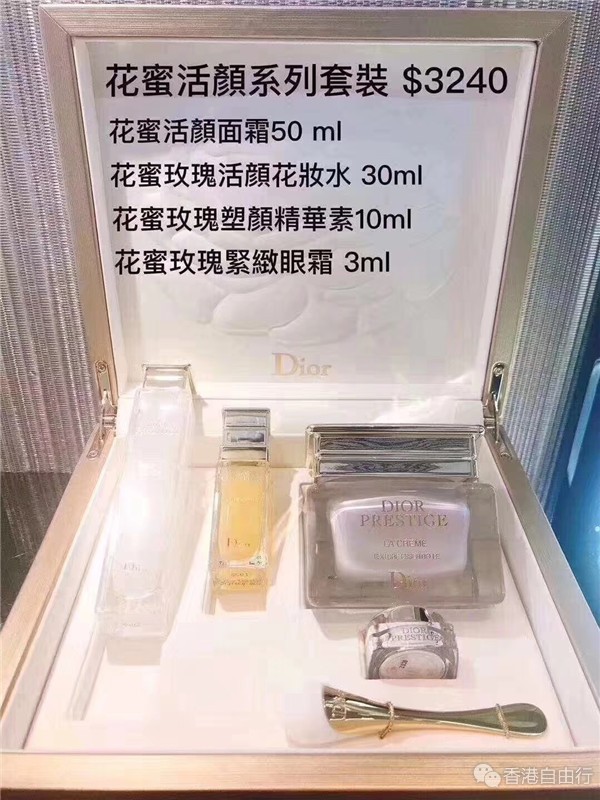 花蜜活顏系列套裝 $3240
花蜜活顏面霜50 ml
花蜜玫瑰活顏花妝水 30ml
花蜜玫瑰塑顏精華素10ml
花蜜玫瑰緊緻眼霜 3ml
Dior
Dior
DIOR
PRESTIGE
LA CRÈME
Dior
DIOR
PRESTIGE
香港自由行